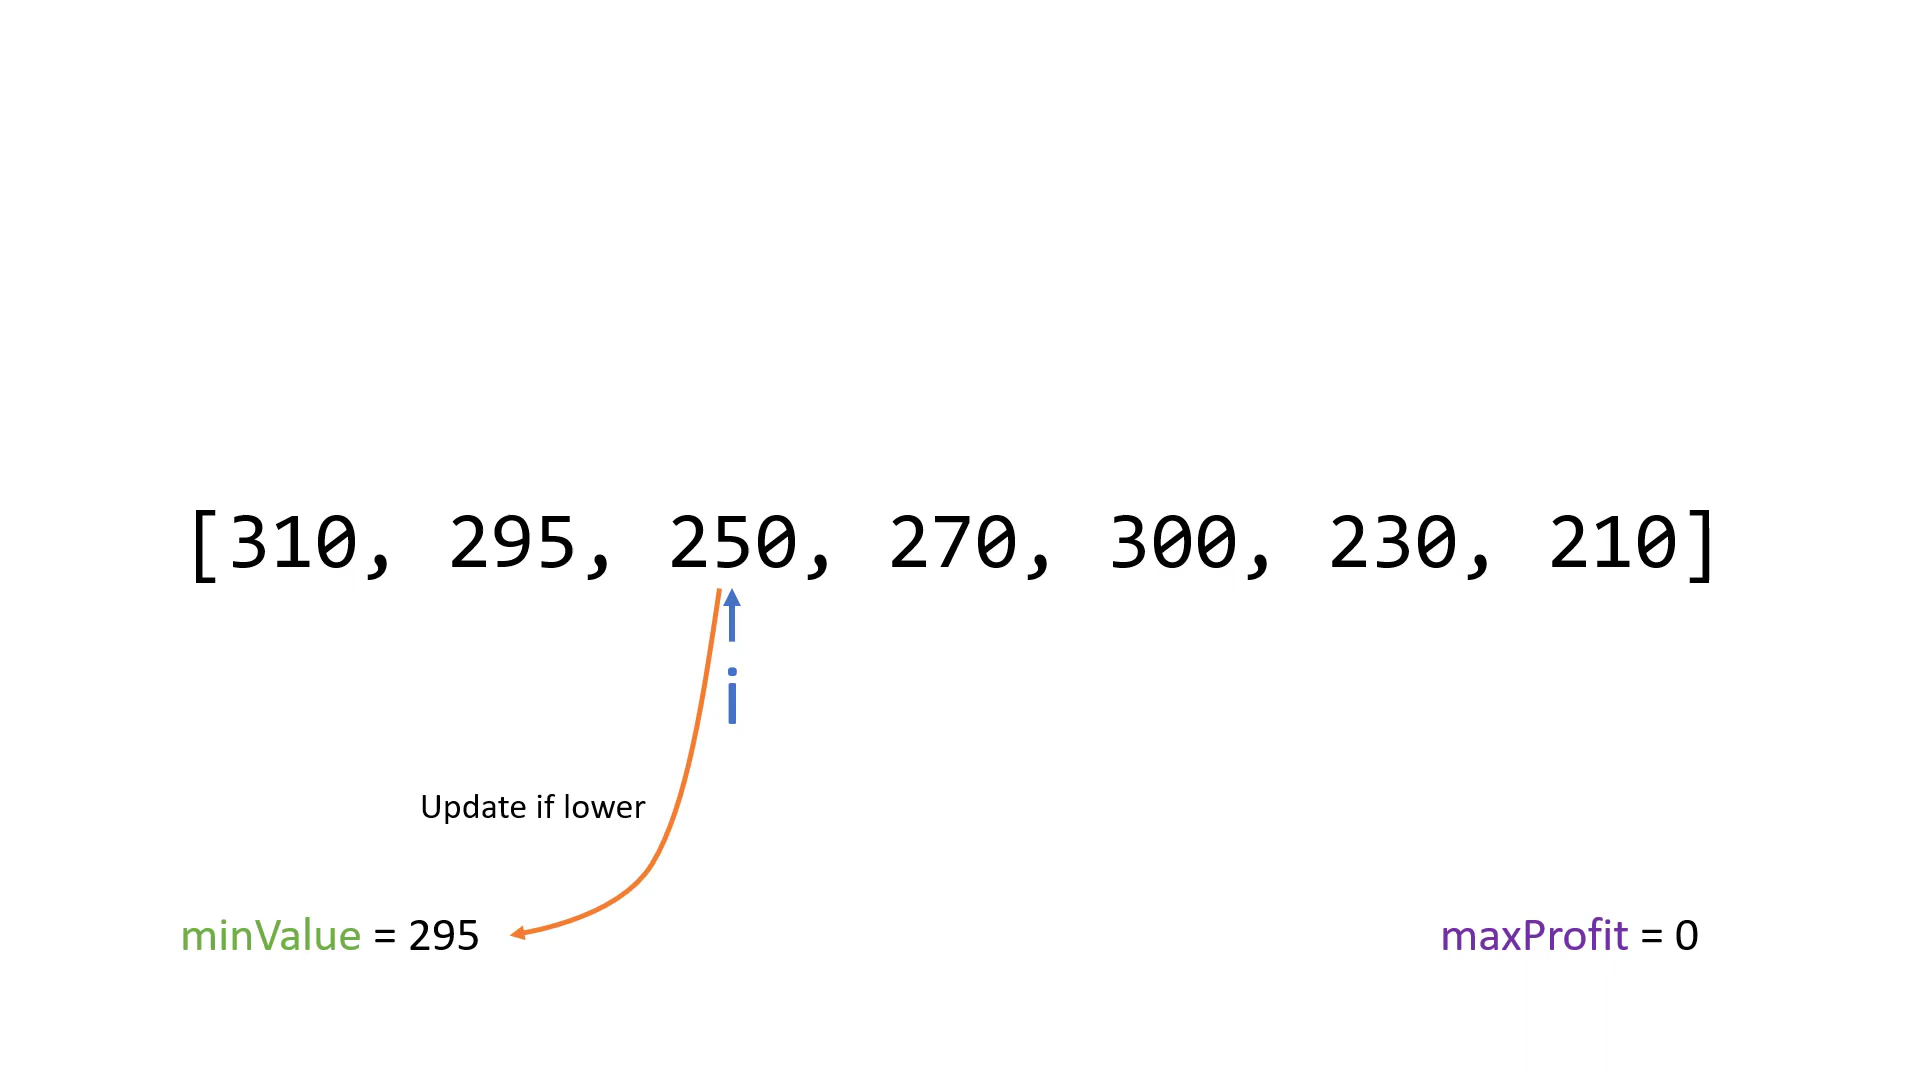 [310, 295, 250, 270, 300, 230, 210]
i
Update if lower
minValue = 295
maxProfit = 0